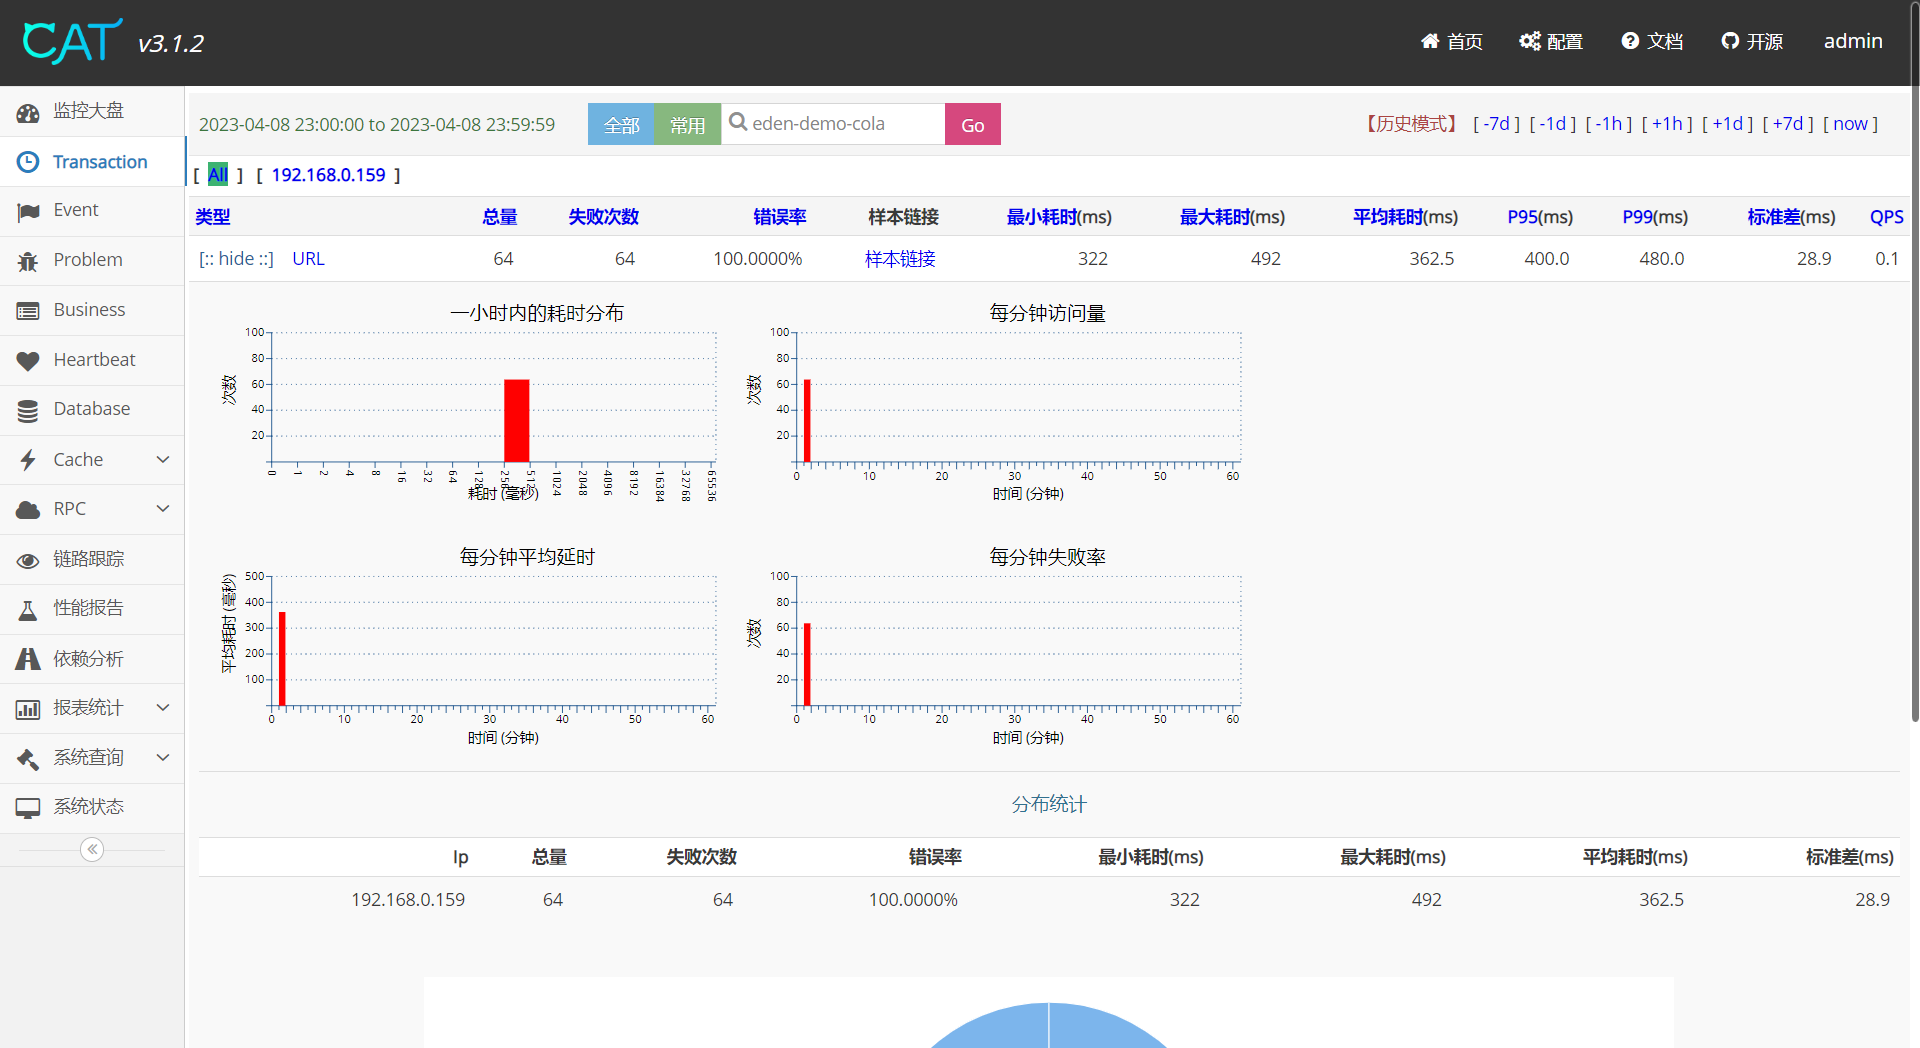 CAT v3.1.2
首页 配置 文档 开源 admin
监控大盘
Transaction
Event
Problem
Business
Heartbeat
Database
Cache
RPC
链路跟踪
性能报告
依赖分析
报表统计
系统查询
系统状态
2023-04-08 23:00:00 to 2023-04-08 23:59:59 全部 常用 eden-demo-cola Go 【历史模式】 [ -7d ] [ -1d ] [ -1h ] [ +1h ] [ +1d ] [ +7d ] [ now ]
[ All ] [ 192.168.0.159 ]
类型 总量 失败次数 错误率 样本链接 最小耗时(ms) 最大耗时(ms) 平均耗时(ms) P95(ms) P99(ms) 标准差(ms) QPS
[:: hide ::] URL 64 64 100.0000% 样本链接 322 492 362.5 400.0 480.0 28.9 0.1
一小时内的耗时分布
次数
100
80
60
40
20
0 1 2 4 8 16 32 64 128 256 512 1024 2048 4096 8192 16384 32768 65536
耗时 (毫秒)
每分钟访问量
次数
100
80
60
40
20
0 10 20 30 40 50 60
时间 (分钟)
每分钟平均延时
平均耗时 (毫秒)
500
400
300
200
100
0 10 20 30 40 50 60
时间 (分钟)
每分钟失败率
次数
100
80
60
40
20
0 10 20 30 40 50 60
时间 (分钟)
分布统计
Ip 总量 失败次数 错误率 最小耗时(ms) 最大耗时(ms) 平均耗时(ms) 标准差(ms)
192.168.0.159 64 64 100.0000% 322 492 362.5 28.9